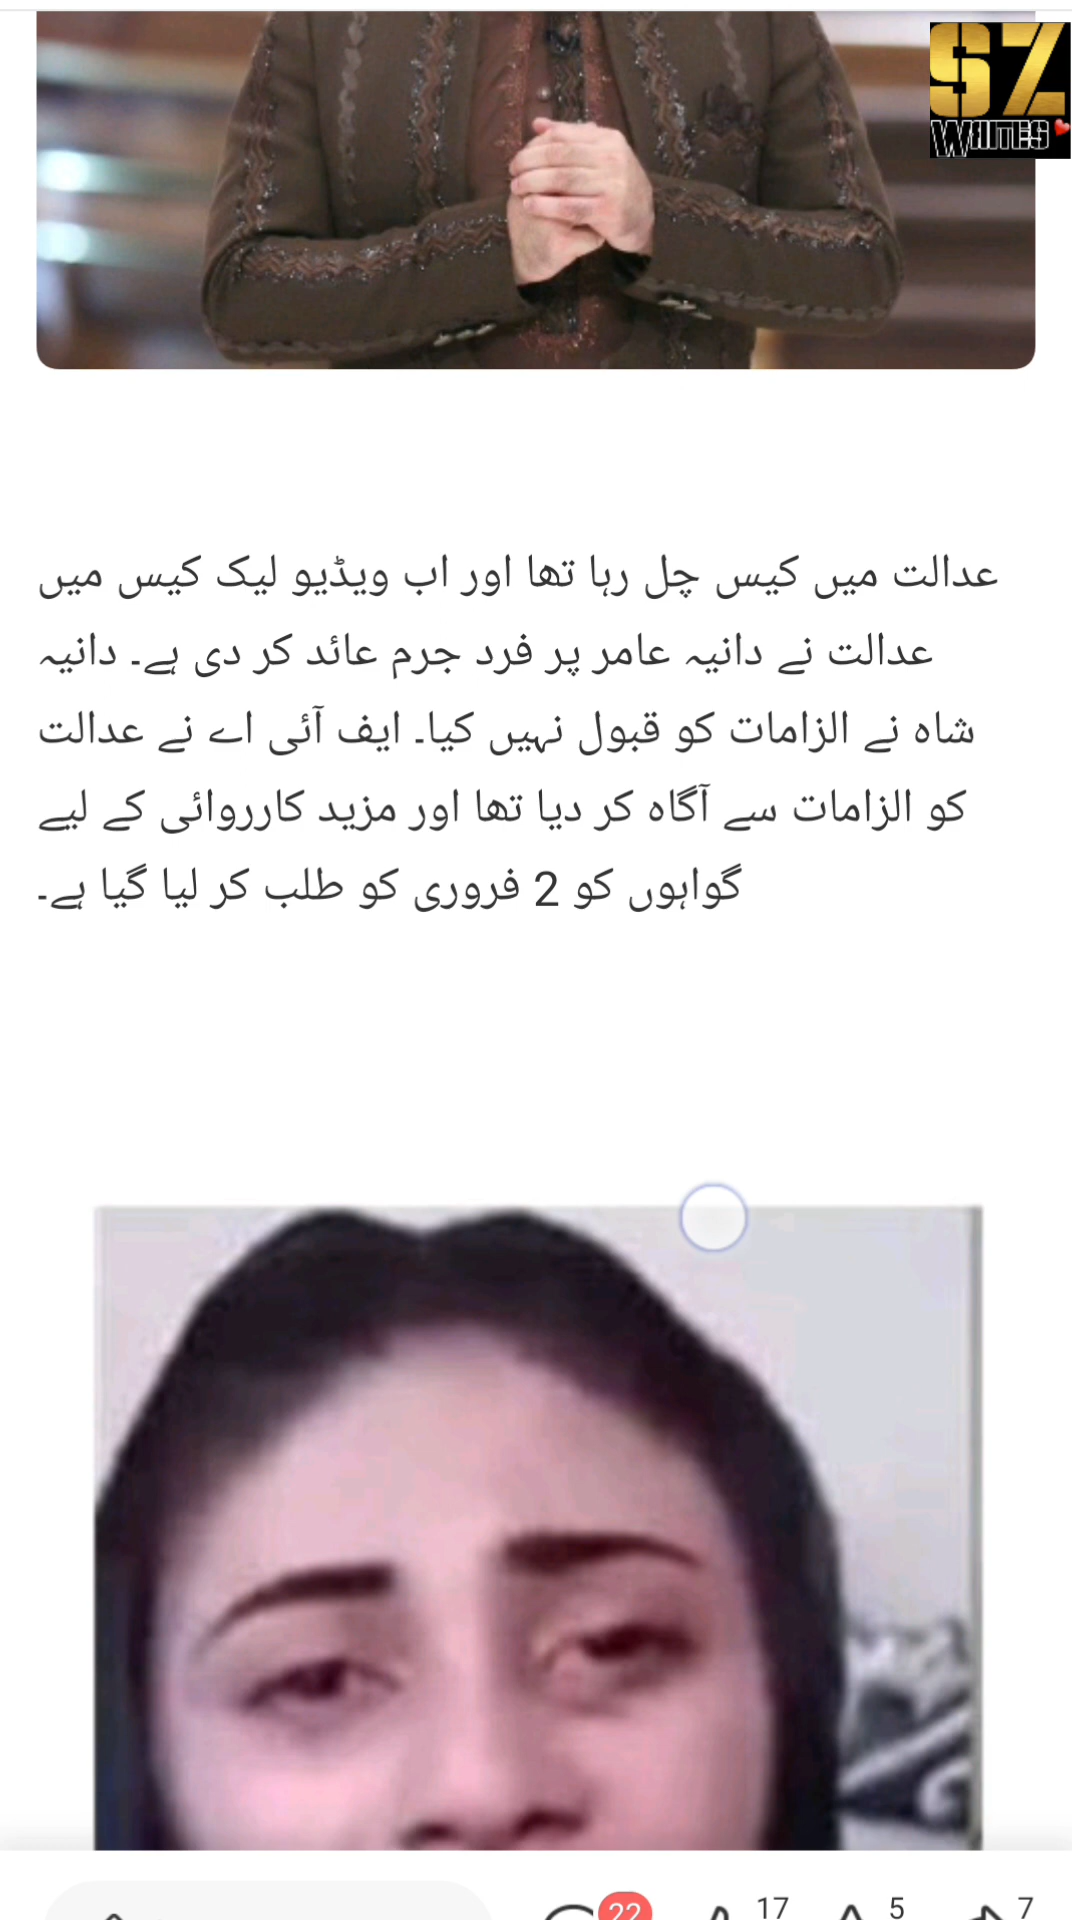 SZ
WRITES
عدالت میں کیس چل رہا تھا اور اب ویڈیو لیک کیس میں
عدالت نے دانیہ عامر پر فرد جرم عائد کر دی ہے۔ دانیہ
شاہ نے الزامات کو قبول نہیں کیا۔ ایف آئی اے نے عدالت
کو الزامات سے آگاہ کر دیا تھا اور مزید کارروائی کے لیے
گواہوں کو 2 فروری کو طلب کر لیا گیا ہے۔
22 17 5 7